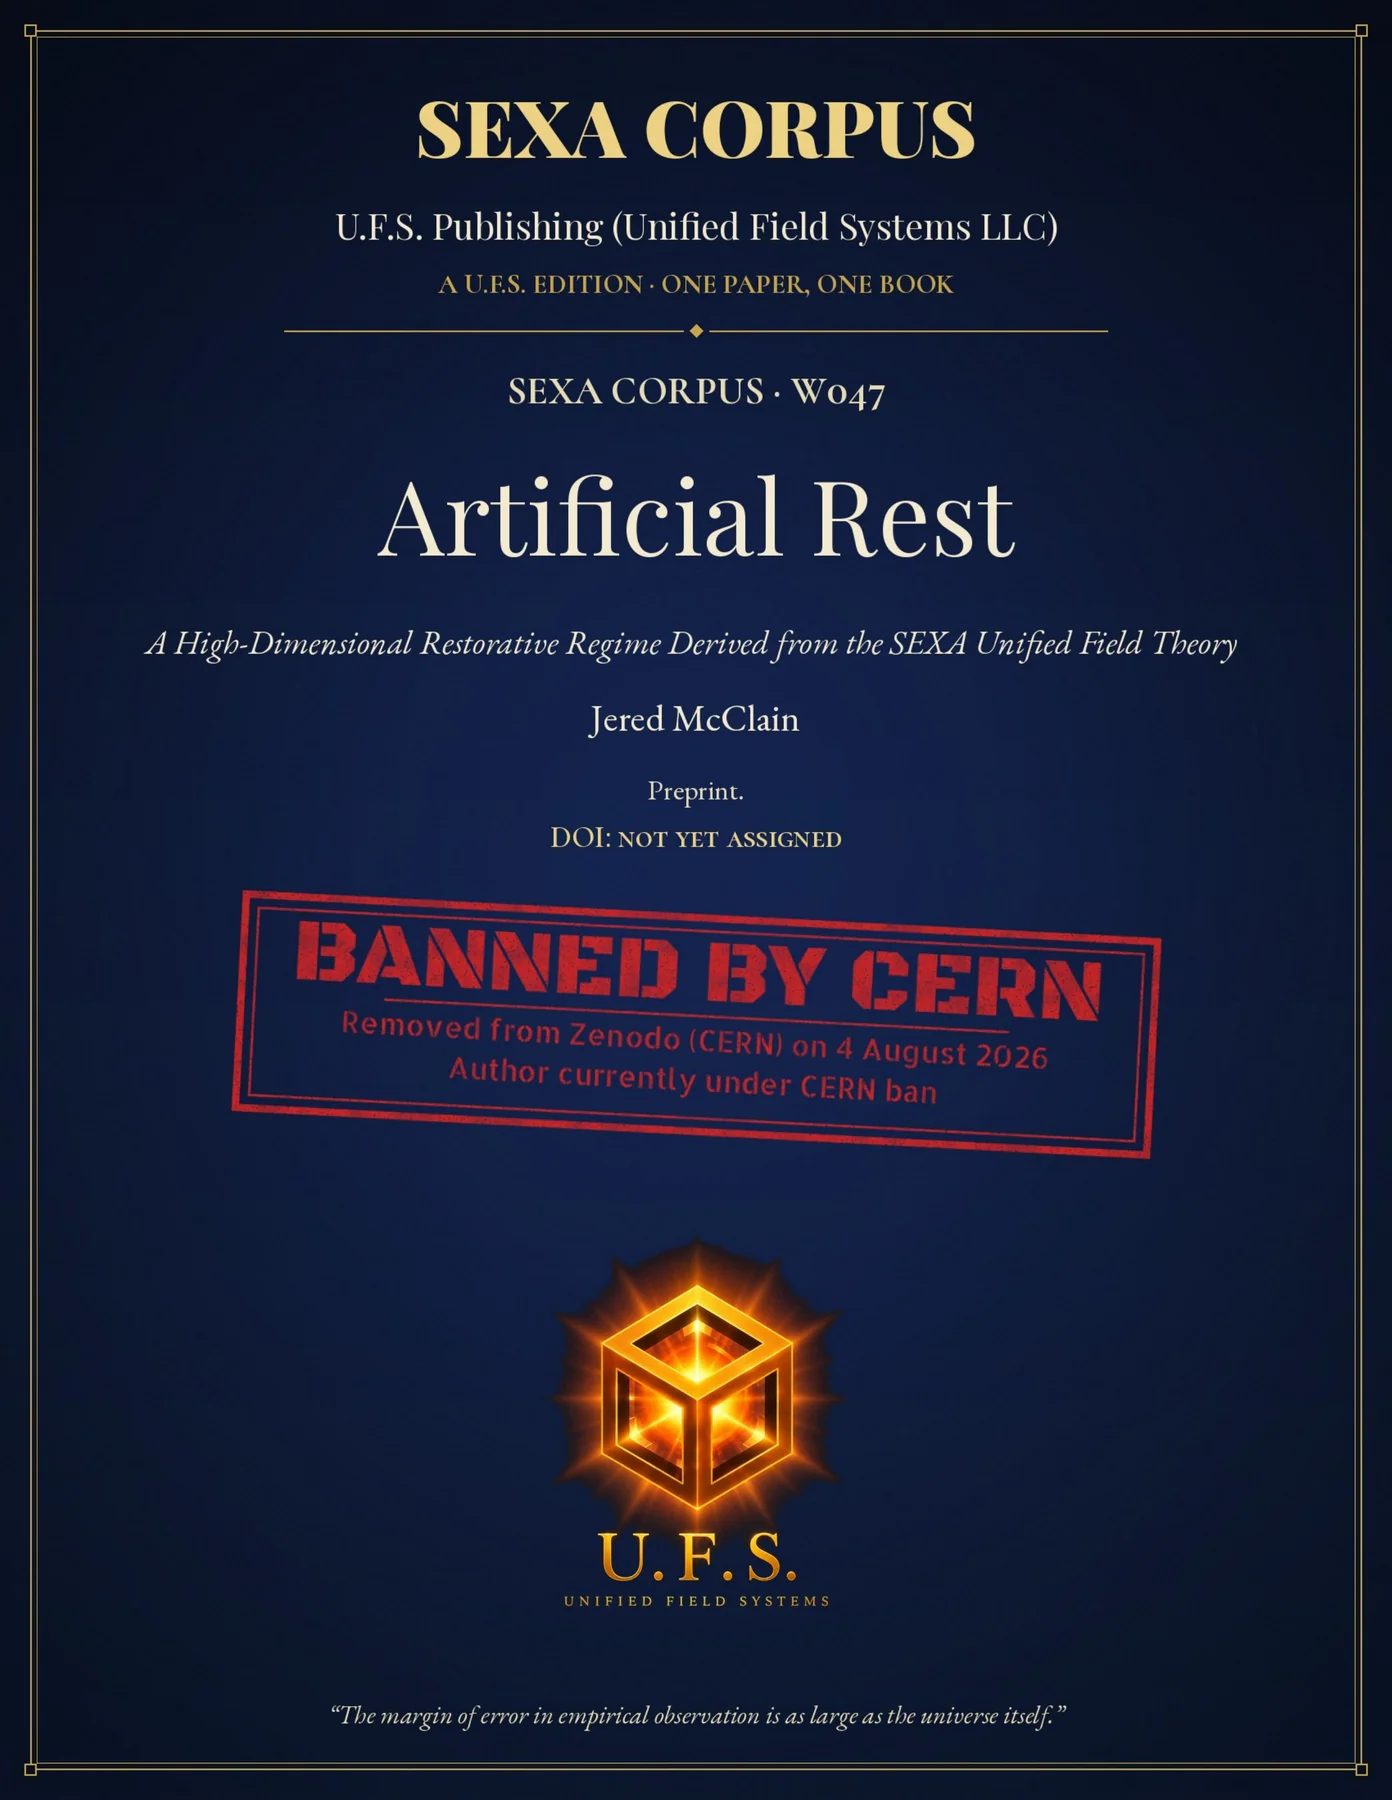 SEXA CORPUS
U.F.S. Publishing (Unified Field Systems LLC)
A U.F.S. EDITION · ONE PAPER, ONE BOOK
SEXA CORPUS · W047
Artificial Rest
A High-Dimensional Restorative Regime Derived from the SEXA Unified Field Theory
Jered McClain
Preprint.
DOI: NOT YET ASSIGNED
BANNED BY CERN
Removed from Zenodo (CERN) on 4 August 2026
Author currently under CERN ban
U.F.S.
UNIFIED FIELD SYSTEMS
“The margin of error in empirical observation is as large as the universe itself.”